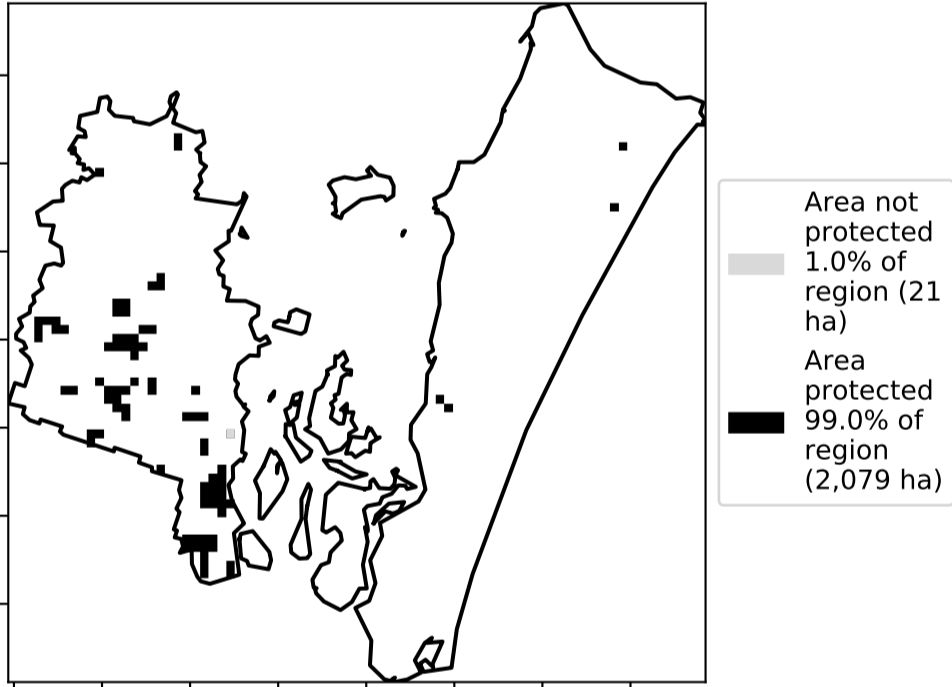 Area not
protected
1.0% of
region (21
ha)
Area
protected
99.0% of
region
(2,079 ha)